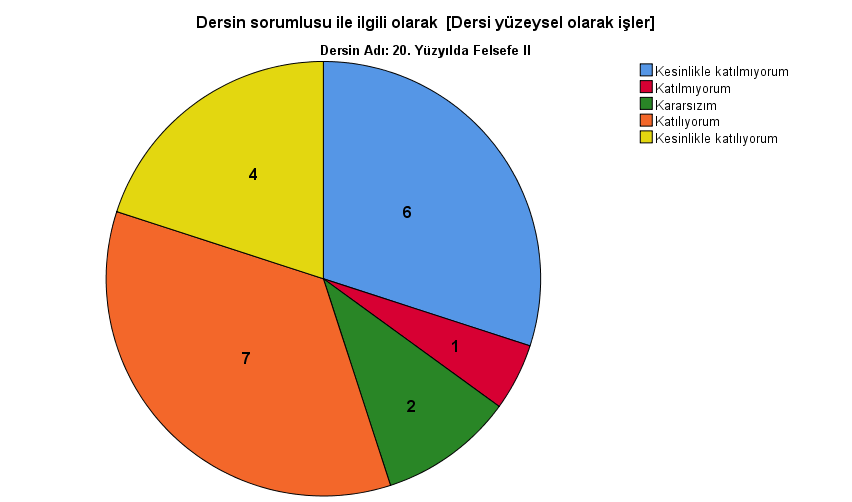 Dersin sorumlusu ile ilgili olarak  [Dersi yüzeysel olarak işler]
Dersin Adı: 20. Yüzyılda Felsefe II
Kesinlikle katılmıyorum
Katılmıyorum
Kararsızım
Katılıyorum
Kesinlikle katılıyorum
4
6
1
7
2